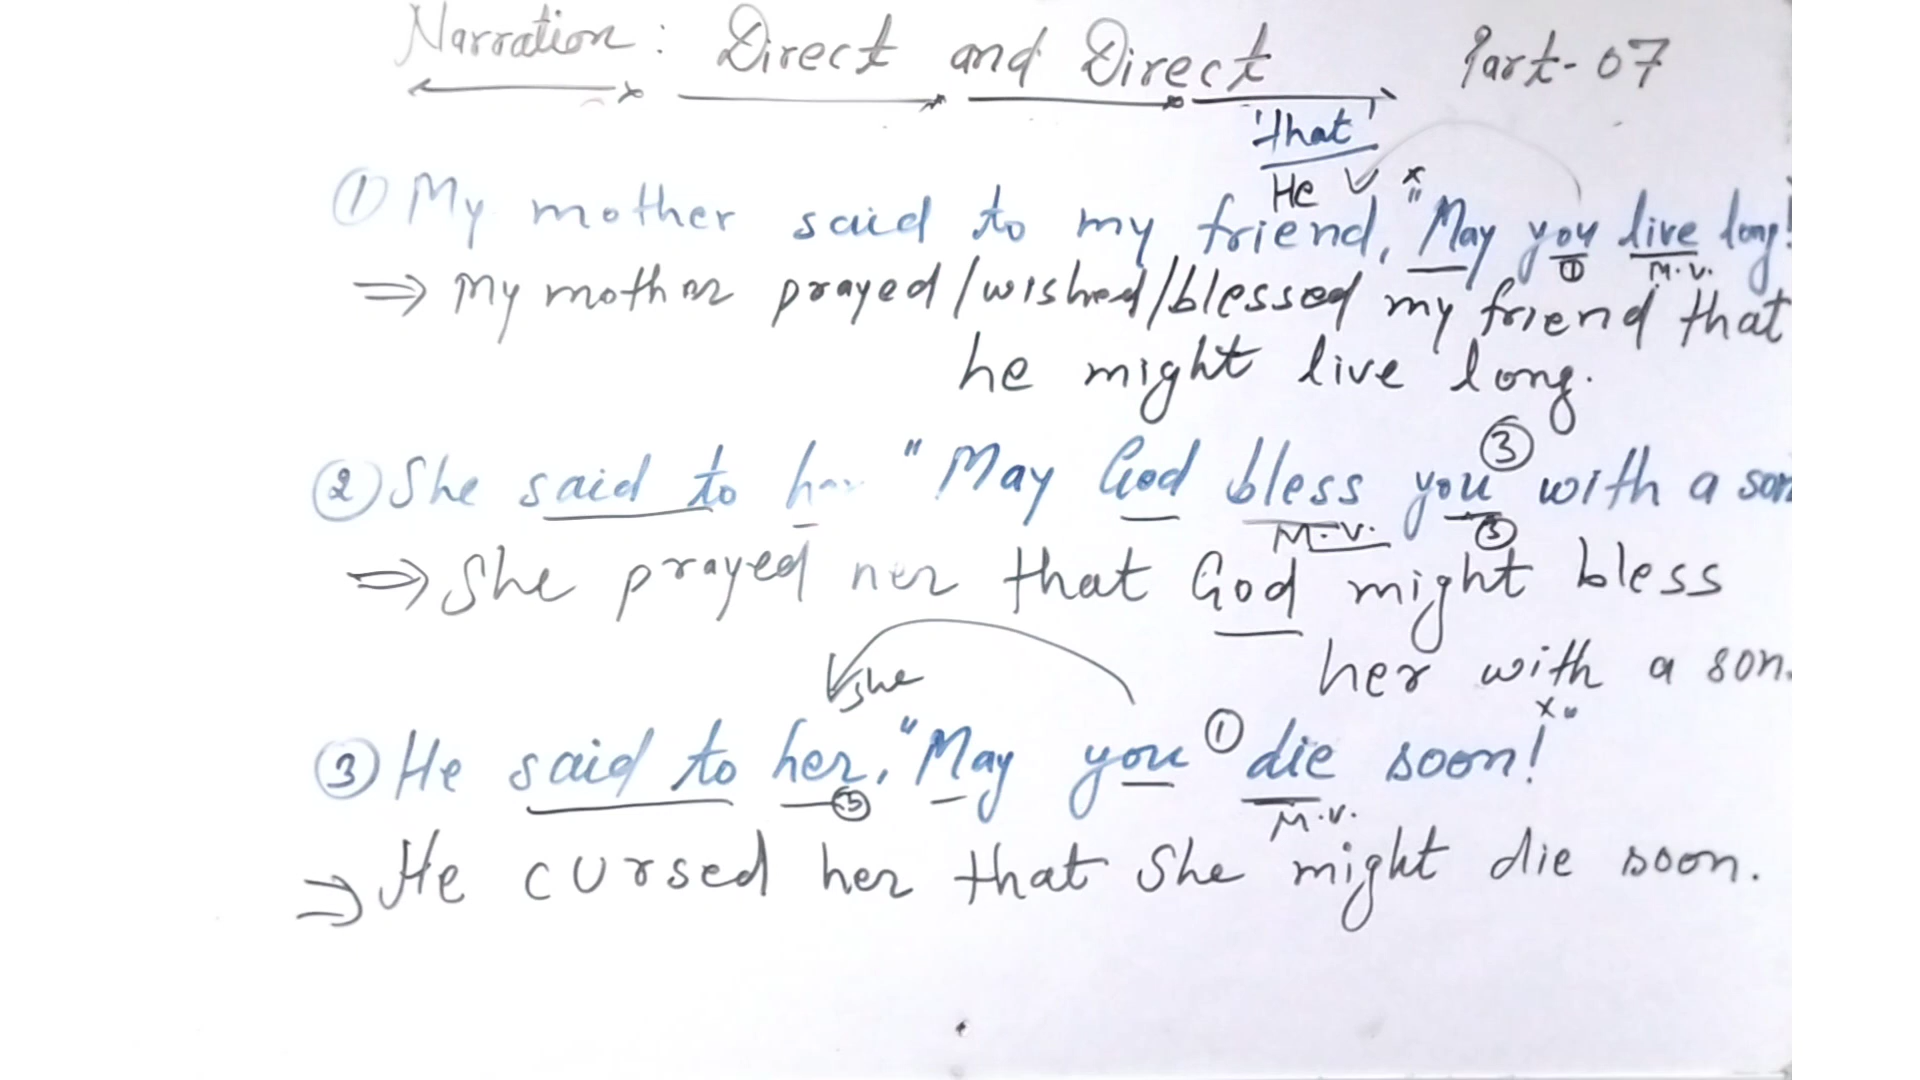 Narration: Direct and Direct Part-07
'that'
He
① My mother said to my friend, "May you live long!
① M.V.
⇒ My mother prayed/wished/blessed my friend that
he might live long.
③
② She said to "May God bless you with a son
M.V. ③
⇒ She prayed her that God might bless
her with a son.
she
x"
③ He said to her, "May you ① die soon!
M.V.
⇒ He cursed her that She might die soon.